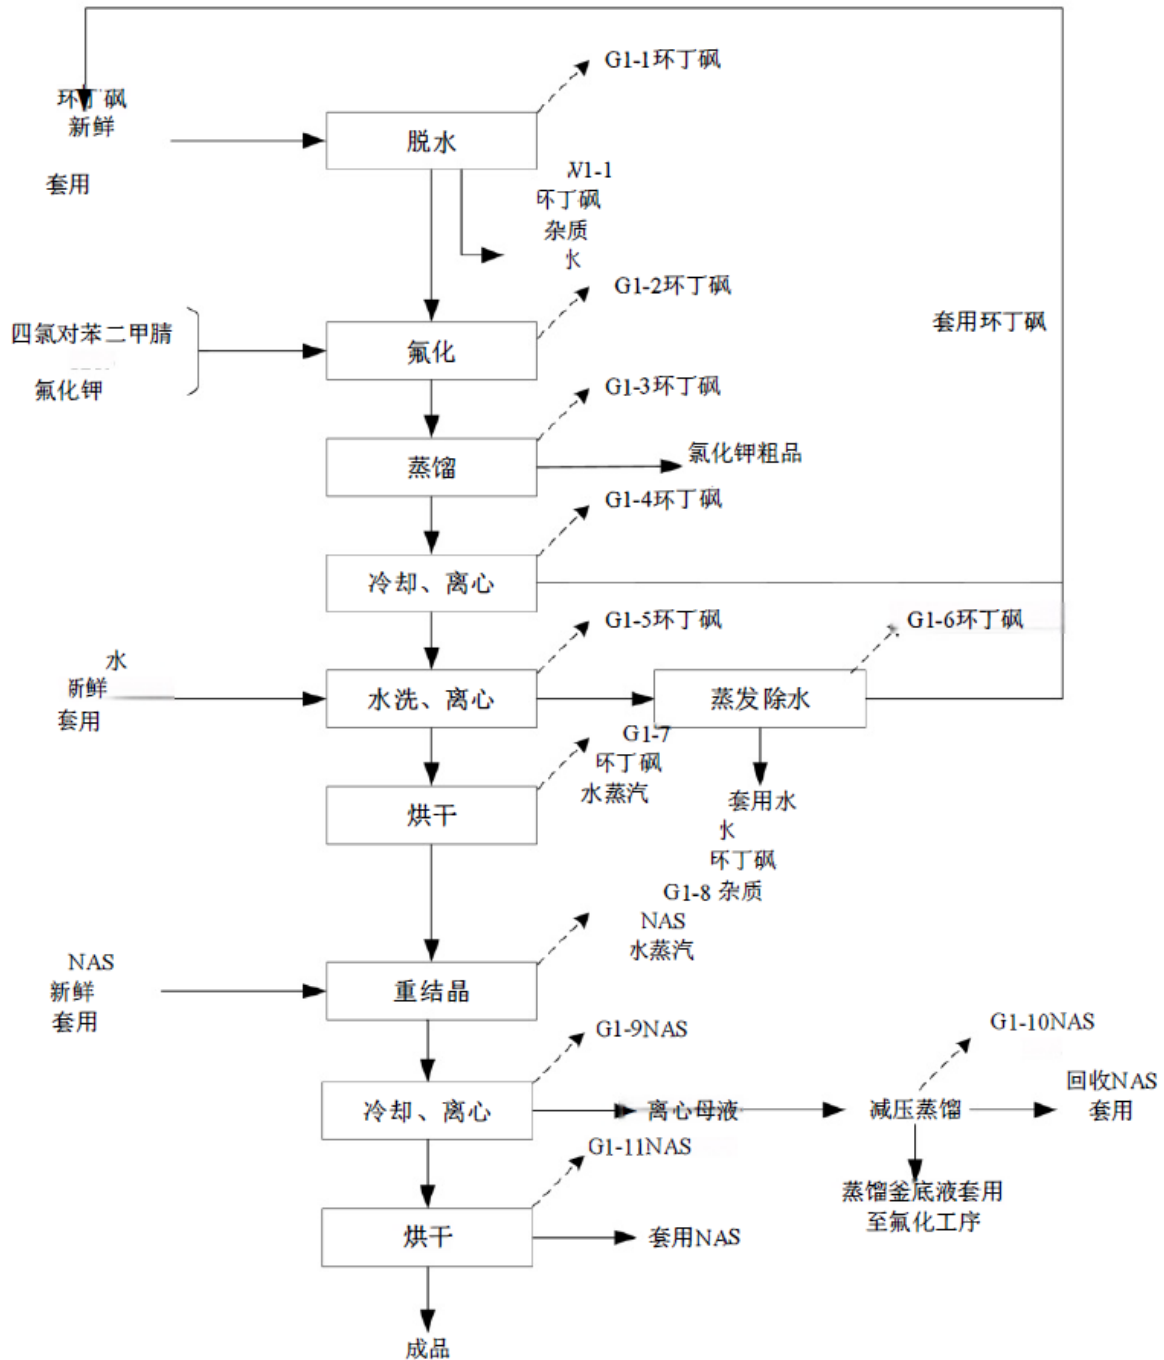 G1-1环丁砜
环丁砜
新鲜
套用
脱水
W1-1
环丁砜
杂质
水
G1-2环丁砜
四氯对苯二甲腈
氟化钾
氟化
套用环丁砜
G1-3环丁砜
蒸馏
氯化钾粗品
G1-4环丁砜
冷却、离心
G1-5环丁砜
G1-6环丁砜
水
新鲜
套用
水洗、离心
蒸发除水
G1-7
环丁砜
水蒸汽
烘干
套用水
水
环丁砜
杂质
G1-8
NAS
水蒸汽
NAS
新鲜
套用
重结晶
G1-9NAS
G1-10NAS
冷却、离心
离心母液
减压蒸馏
回收NAS
套用
G1-11NAS
蒸馏釜底液套用
至氟化工序
烘干
套用NAS
成品